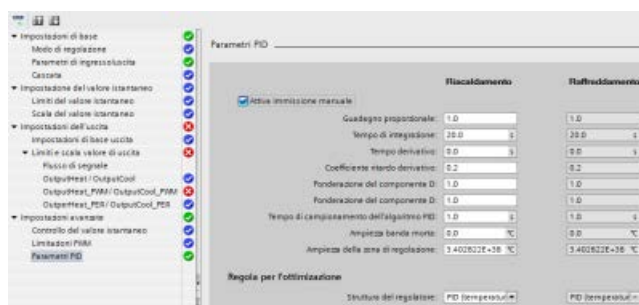 Impostazioni di base
Modo di regolazione
Parametri di ingresso/uscita
Cascata
Impostazione del valore istantaneo
Limiti del valore istantaneo
Scala del valore istantaneo
Impostazioni dell'uscita
Impostazioni di base uscita
Limiti e scala valore di uscita
Flusso di segnale
OutputHeat / OutputCool
OutputHeat_PWM / OutputCool_PWM
OutputHeat_PER / OutputCool_PER
Impostazioni avanzate
Controllo del valore istantaneo
Limitazioni PWM
Parametri PID
Parametri PID
Riscaldamento Raffreddamento
Attiva immissione manuale
Guadagno proporzionale: 1.0 1.0
Tempo di integrazione: 20.0 s 20.0 s
Tempo derivativo: 0.0 s 0.0 s
Coefficiente ritardo derivativo: 0.2 0.2
Ponderazione del componente D: 1.0 1.0
Ponderazione del componente D: 1.0 1.0
Tempo di campionamento dell'algoritmo PID: 1.0 s 1.0 s
Ampiezza banda morta: 0.0 °C 0.0 °C
Ampiezza della zona di regolazione: 3.402822E+38 °C 3.402822E+38 °C
Regola per l'ottimizzazione
Struttura del regolatore: PID (temperatur PID (temperatur